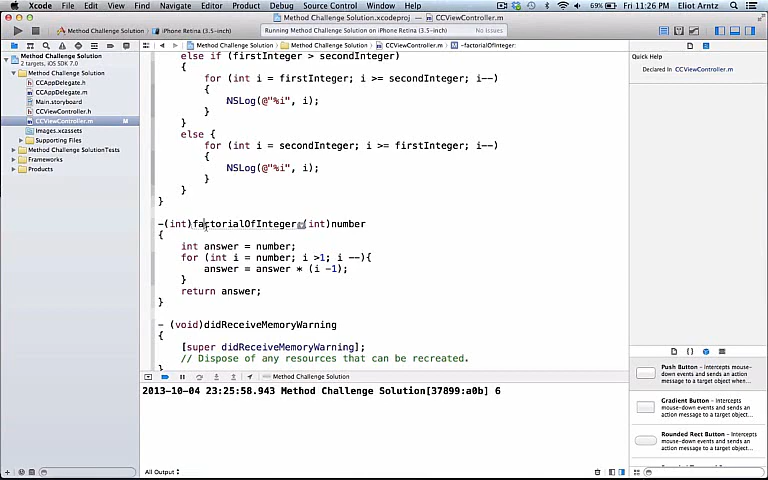 Xcode File Edit View Find Navigate Editor Product Debug Source Control Window Help
69% Fri 11:26 PM Eliot Arntz
Method Challenge Solution.xcodeproj — CCViewController.m
Method Challenge Solution iPhone Retina (3.5-inch)
Running Method Challenge Solution on iPhone Retina (3.5-inch)
No Issues
Method Challenge Solution Method Challenge Solution CCViewController.m -factorialOfInteger:
Method Challenge Solution
2 targets, iOS SDK 7.0
Method Challenge Solution
CCAppDelegate.h
CCAppDelegate.m
Main.storyboard
CCViewController.h
CCViewController.m M
Images.xcassets
Supporting Files
Method Challenge SolutionTests
Frameworks
Products
else if (firstInteger > secondInteger)
{
for (int i = firstInteger; i >= secondInteger; i--)
{
NSLog(@"%i", i);
}
}
else {
for (int i = secondInteger; i >= firstInteger; i--)
{
NSLog(@"%i", i);
}
}
}
-(int)factorialOfInteger:(int)number
{
int answer = number;
for (int i = number; i >1; i --){
answer = answer * (i -1);
}
return answer;
}
- (void)didReceiveMemoryWarning
{
[super didReceiveMemoryWarning];
// Dispose of any resources that can be recreated.
}
Method Challenge Solution
2013-10-04 23:25:58.943 Method Challenge Solution[37899:a0b] 6
All Output
Quick Help
Declared In CCViewController.m
Push Button - Intercepts
mouse-down events and sends an
action message to a target object
when…
Gradient Button - Intercepts
mouse-down events and sends an
action message to a target object…
Rounded Rect Button - Intercepts
mouse-down events and sends an